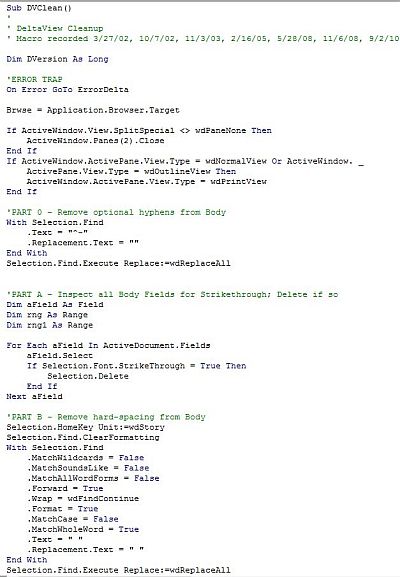 Sub DVClean()
'
' DeltaView Cleanup
' Macro recorded 3/27/02, 10/7/02, 11/3/03, 2/16/05, 5/28/08, 11/6/08, 9/2/10
'
Dim DVersion As Long
'ERROR TRAP
On Error GoTo ErrorDelta
Brwse = Application.Browser.Target
If ActiveWindow.View.SplitSpecial <> wdPaneNone Then
ActiveWindow.Panes(2).Close
End If
If ActiveWindow.ActivePane.View.Type = wdNormalView Or ActiveWindow. _
ActivePane.View.Type = wdOutlineView Then
ActiveWindow.ActivePane.View.Type = wdPrintView
End If
'PART 0 - Remove optional hyphens from Body
With Selection.Find
.Text = "^-"
.Replacement.Text = ""
End With
Selection.Find.Execute Replace:=wdReplaceAll
'PART A - Inspect all Body Fields for Strikethrough; Delete if so
Dim aField As Field
Dim rng As Range
Dim rng1 As Range
For Each aField In ActiveDocument.Fields
aField.Select
If Selection.Font.StrikeThrough = True Then
Selection.Delete
End If
Next aField
'PART B - Remove hard-spacing from Body
Selection.HomeKey Unit:=wdStory
Selection.Find.ClearFormatting
With Selection.Find
.MatchWildcards = False
.MatchSoundsLike = False
.MatchAllWordForms = False
.Forward = True
.Wrap = wdFindContinue
.Format = True
.MatchCase = False
.MatchWholeWord = True
.Text = " "
.Replacement.Text = " "
End With
Selection.Find.Execute Replace:=wdReplaceAll